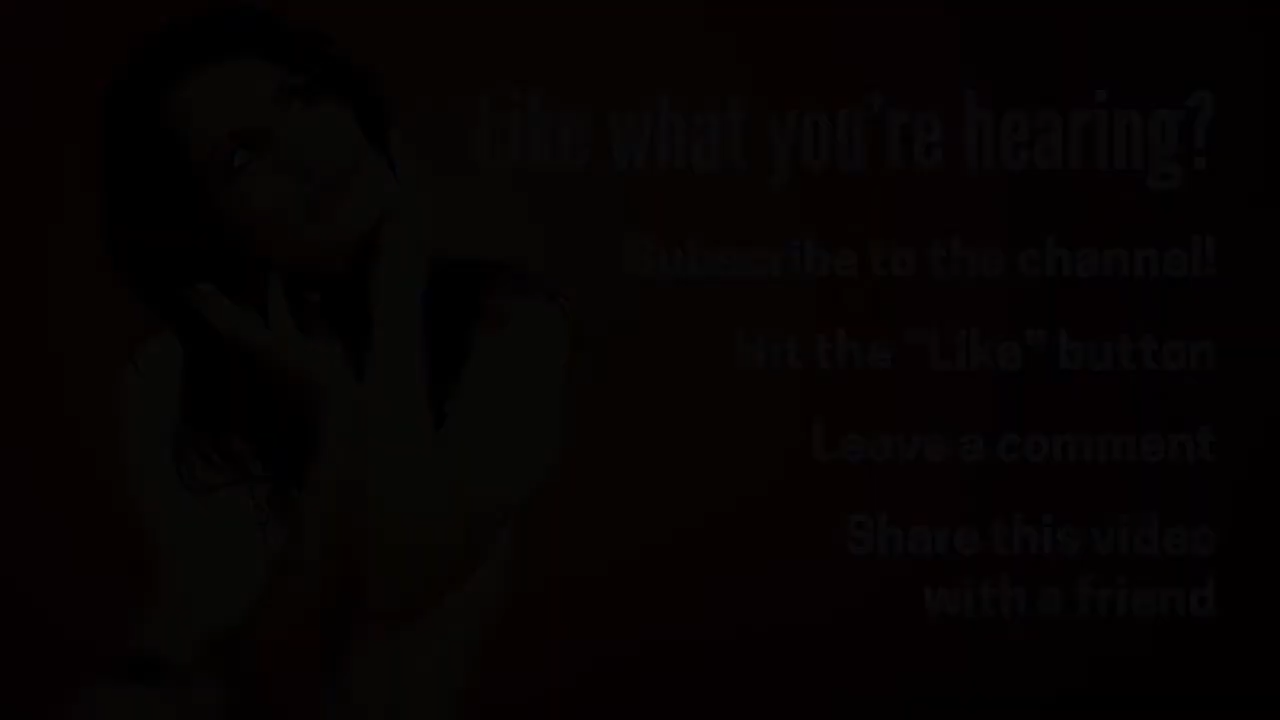 Like what you're hearing?
Subscribe to the channel!
Hit the "Like" button
Leave a comment
Share this video
with a friend